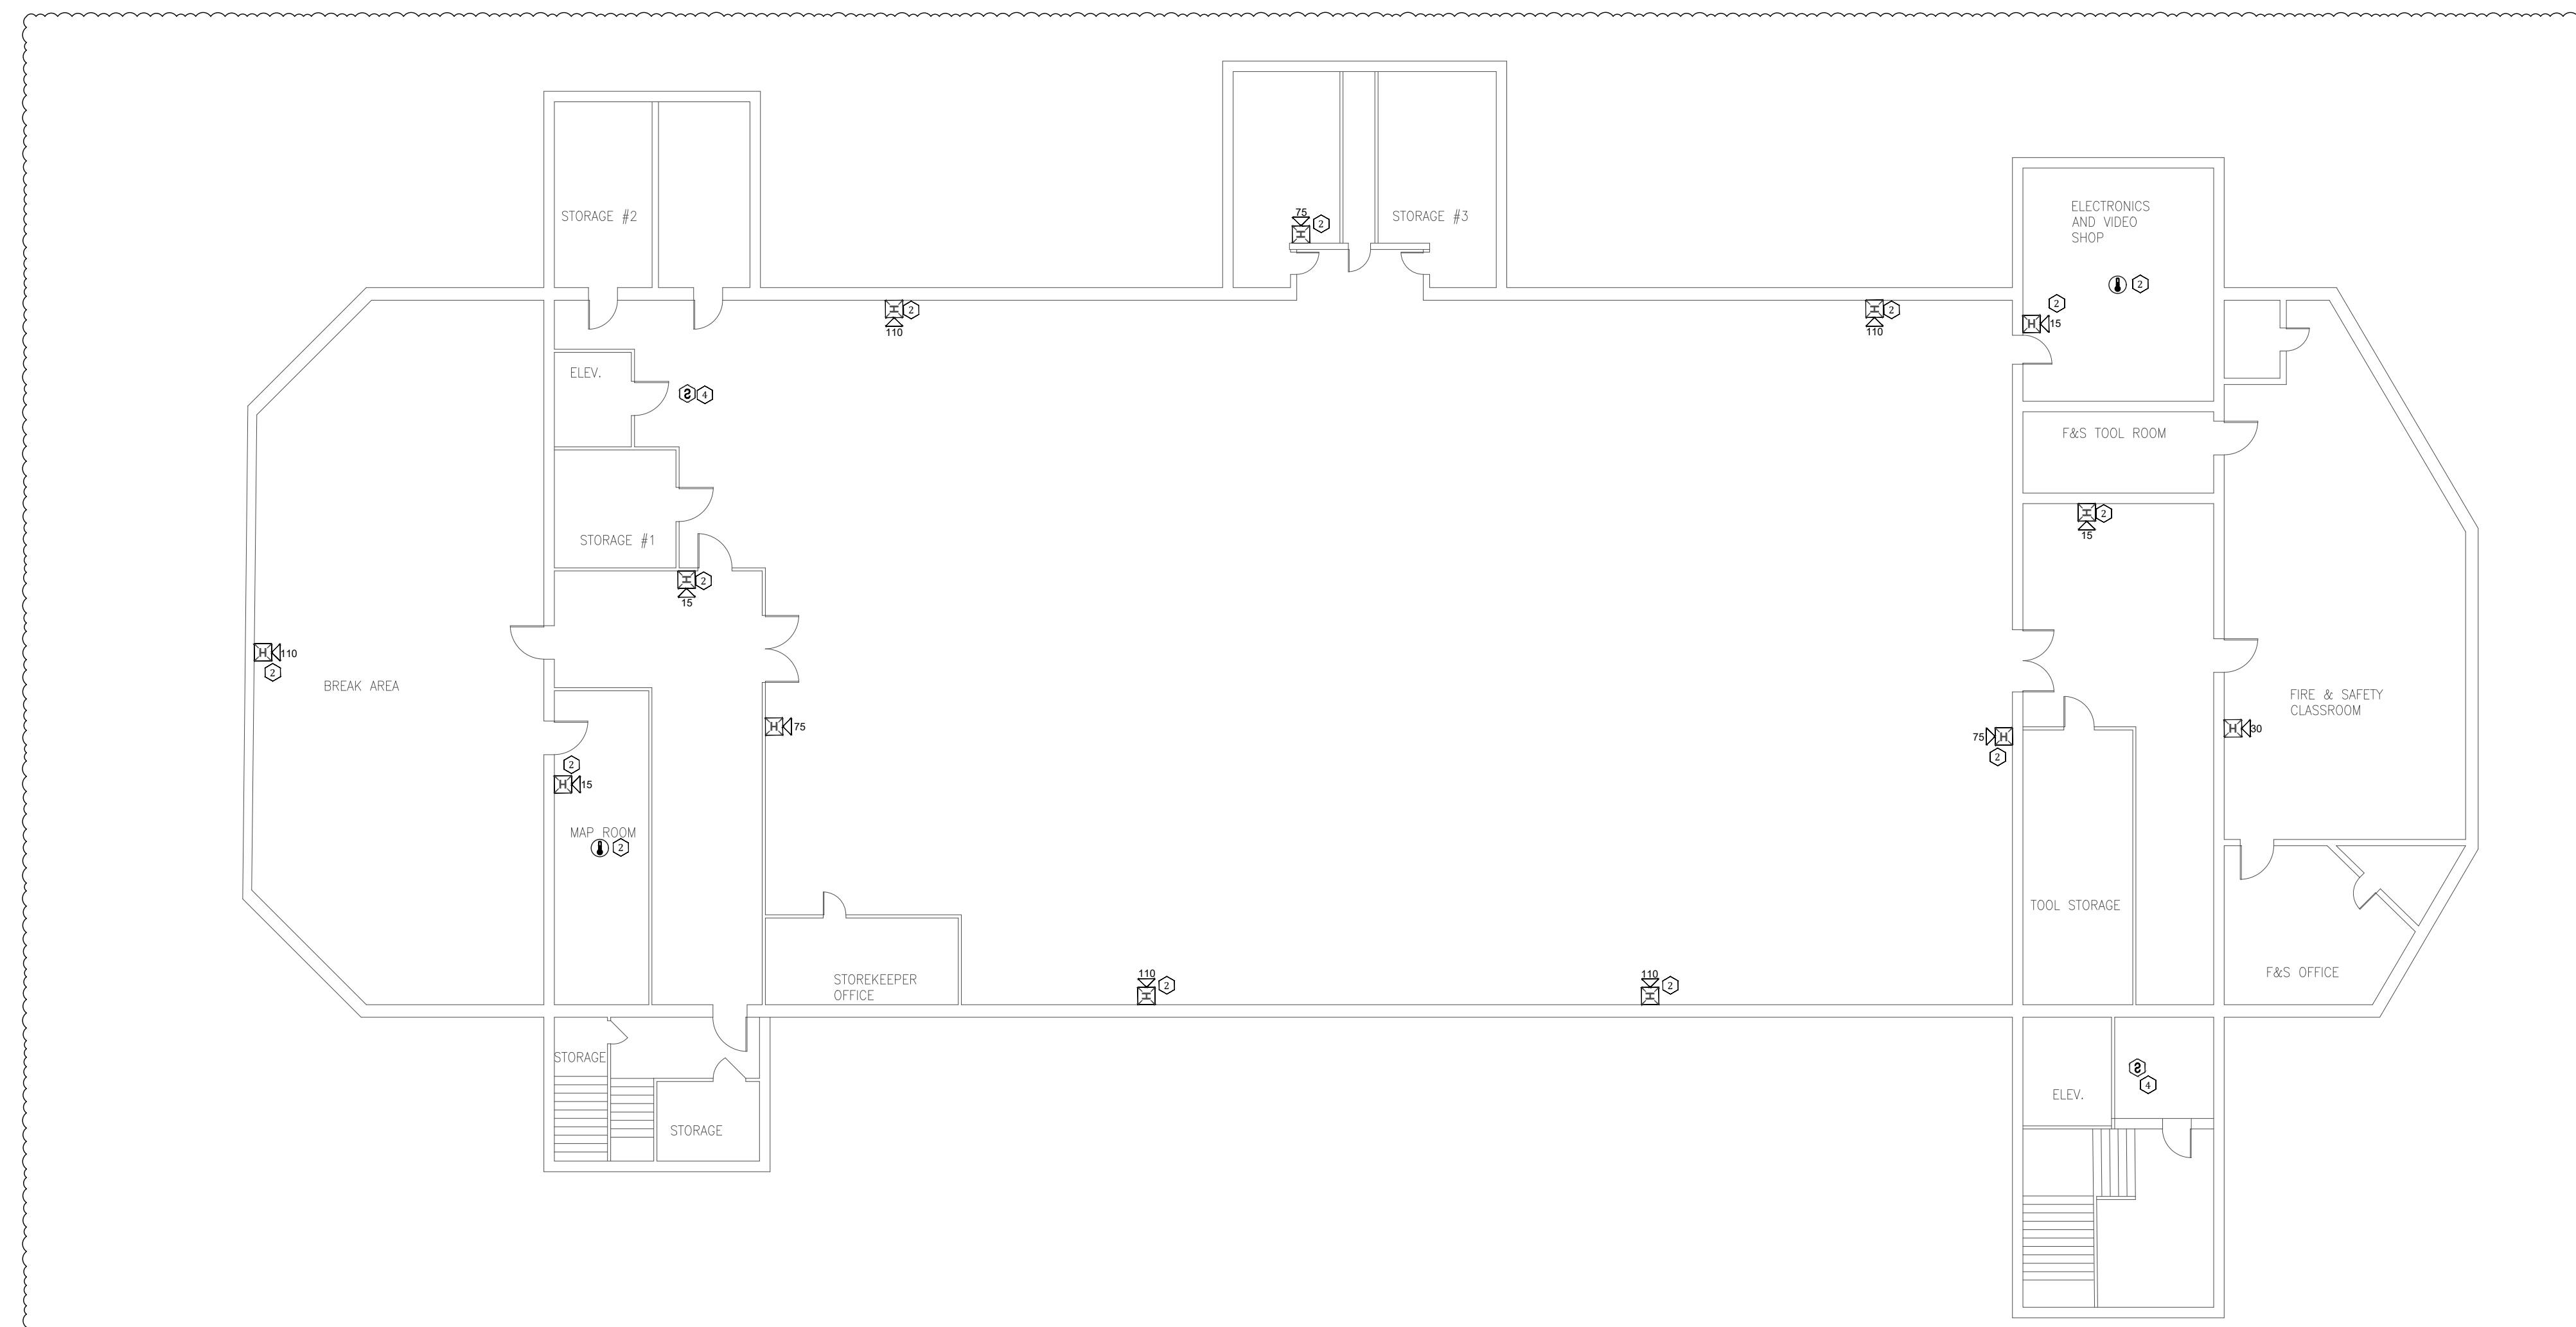 STORAGE #2
STORAGE #3
75
2
ELECTRONICS
AND VIDEO
SHOP
2
2
H 15
H 2
110
H 2
110
ELEV.
S 4
F&S TOOL ROOM
STORAGE #1
H 2
15
H 2
15
H 110
2
BREAK AREA
H 75
75 H
2
FIRE & SAFETY
CLASSROOM
H 30
2
H 15
MAP ROOM
2
TOOL STORAGE
STOREKEEPER
OFFICE
110
H 2
110
H 2
F&S OFFICE
STORAGE
STORAGE
ELEV.
S
4